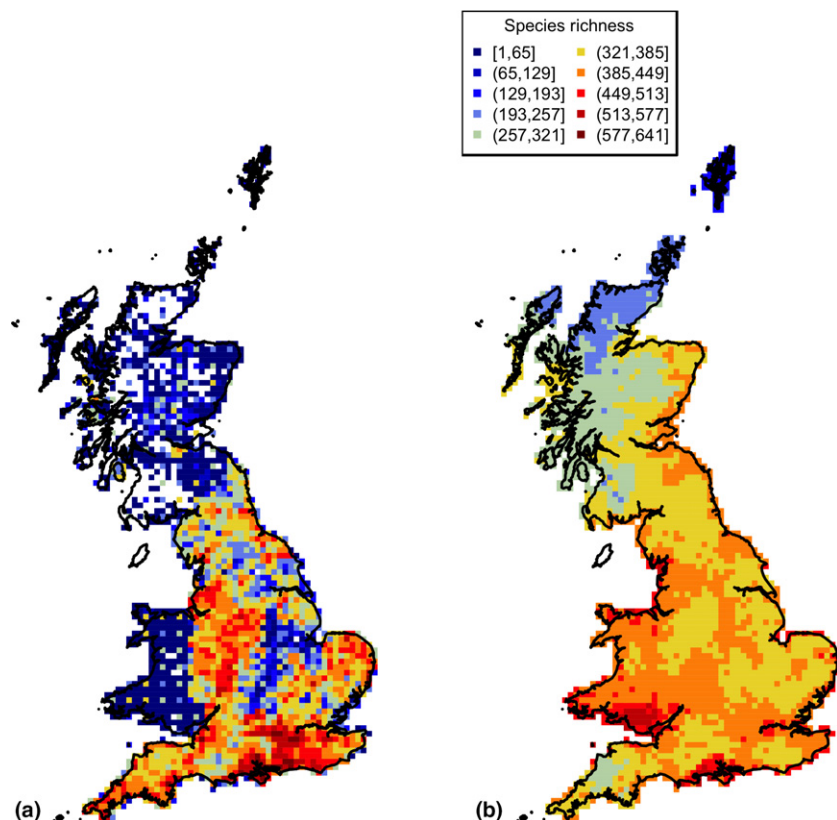 Species richness
[1,65] (321,385]
(65,129] (385,449]
(129,193] (449,513]
(193,257] (513,577]
(257,321] (577,641]
(a) (b)